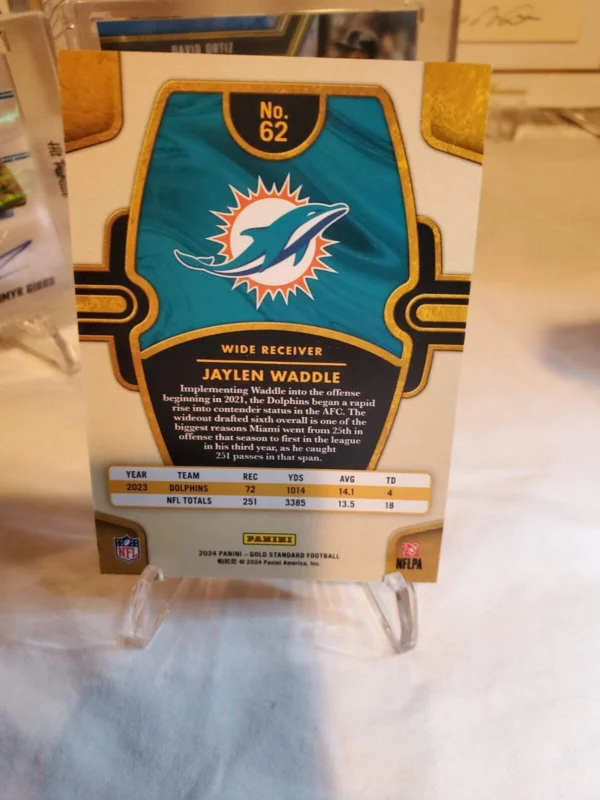 DAVID ORTIZ
No.
62
WIDE RECEIVER
JAYLEN WADDLE
Implementing Waddle into the offense
beginning in 2021, the Dolphins began a rapid
rise into contender status in the AFC. The
wideout drafted sixth overall is one of the
biggest reasons Miami went from 25th in
offense that season to first in the league
in his third year, as he caught
251 passes in that span.
YEAR TEAM REC YDS AVG TD
2023 DOLPHINS 72 1014 14.1 4
NFL TOTALS 251 3385 13.5 18
PANINI
NFL
2024 PANINI – GOLD STANDARD FOOTBALL
© 2024 Panini America, Inc.
NFLPA